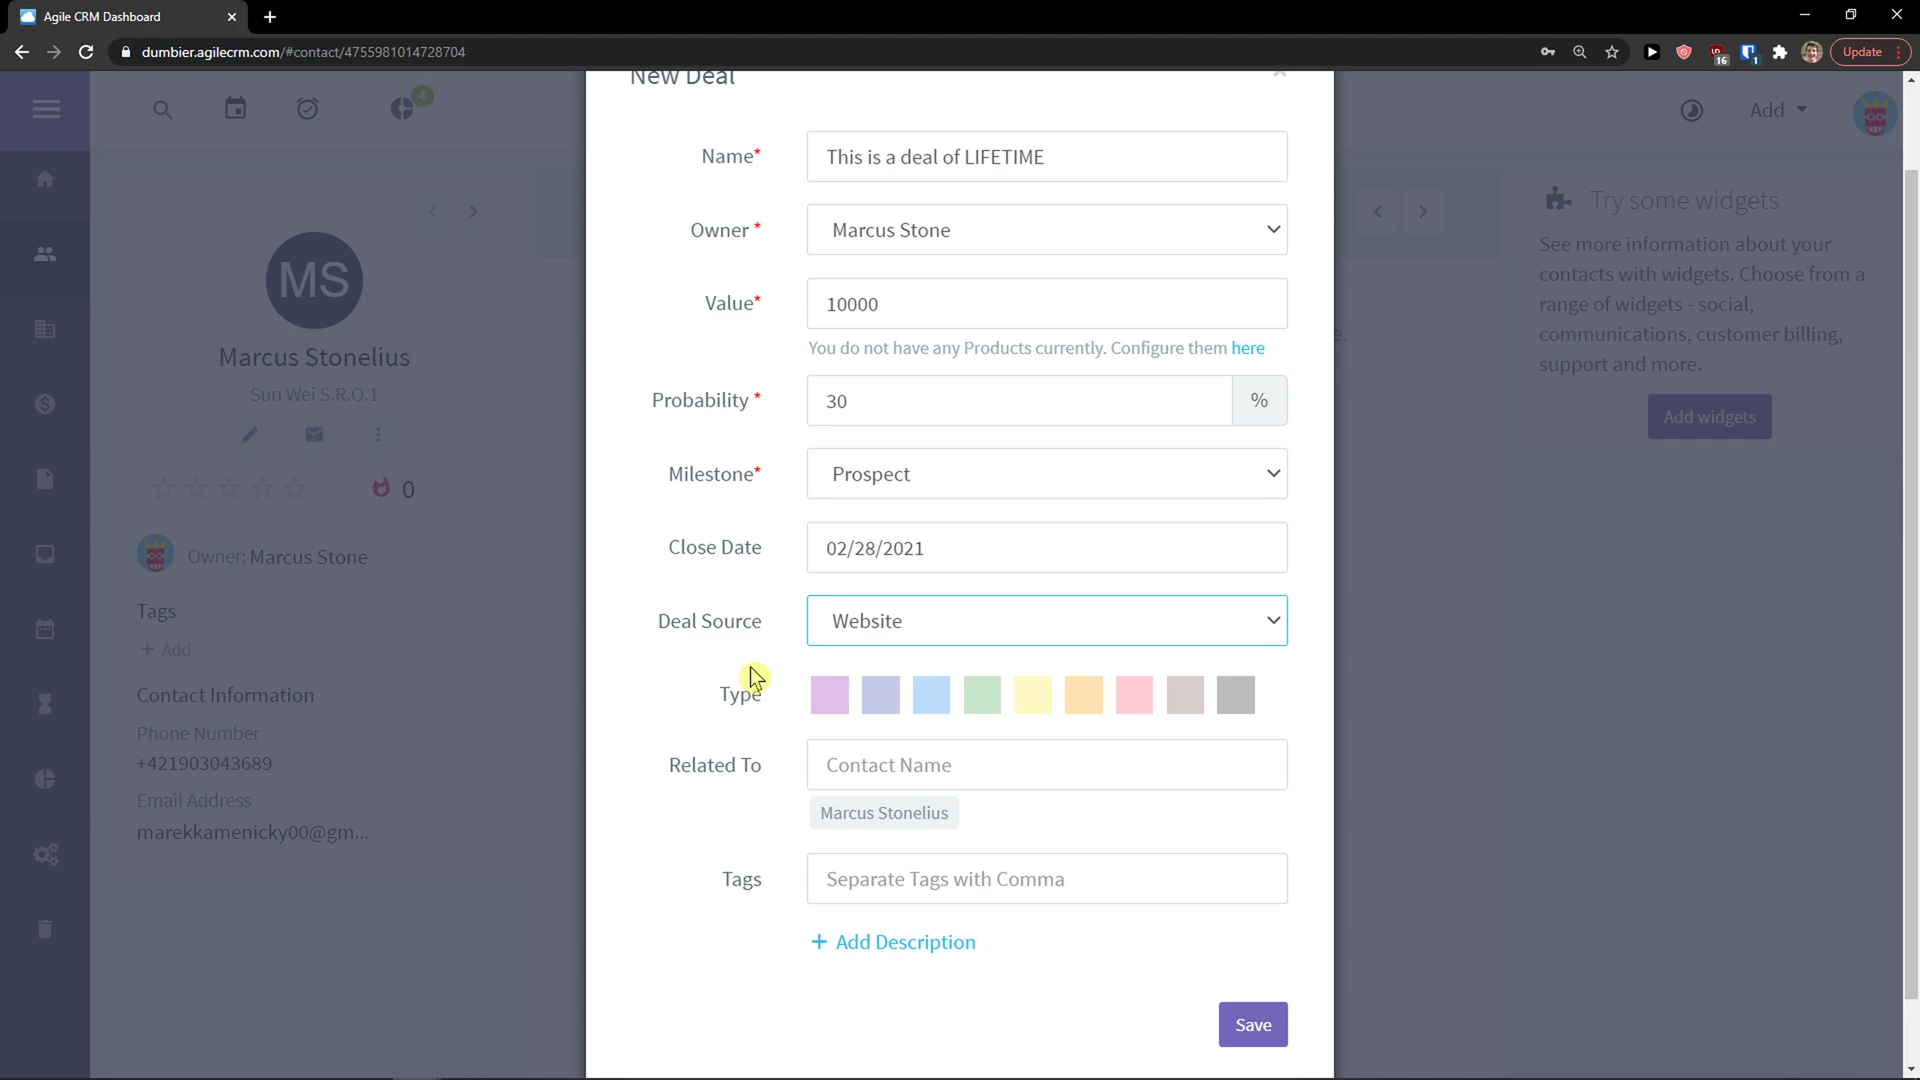 Agile CRM Dashboard
dumbier.agilecrm.com/#contact/4755981014728704
16
1
Update
New Deal
4
Add
Name*
This is a deal of LIFETIME
Owner *
Marcus Stone
Value*
10000
You do not have any Products currently. Configure them here
Probability *
30
%
Milestone*
Prospect
Close Date
02/28/2021
Deal Source
Website
Type
Related To
Contact Name
Marcus Stonelius
Tags
Separate Tags with Comma
+ Add Description
Save
MS
Marcus Stonelius
Sun Wei S.R.O.1
0
Owner: Marcus Stone
Tags
+ Add
Contact Information
Phone Number
+421903043689
Email Address
marekkamenicky00@gm...
e.
Try some widgets
See more information about your
contacts with widgets. Choose from a
range of widgets - social,
communications, customer billing,
support and more.
Add widgets